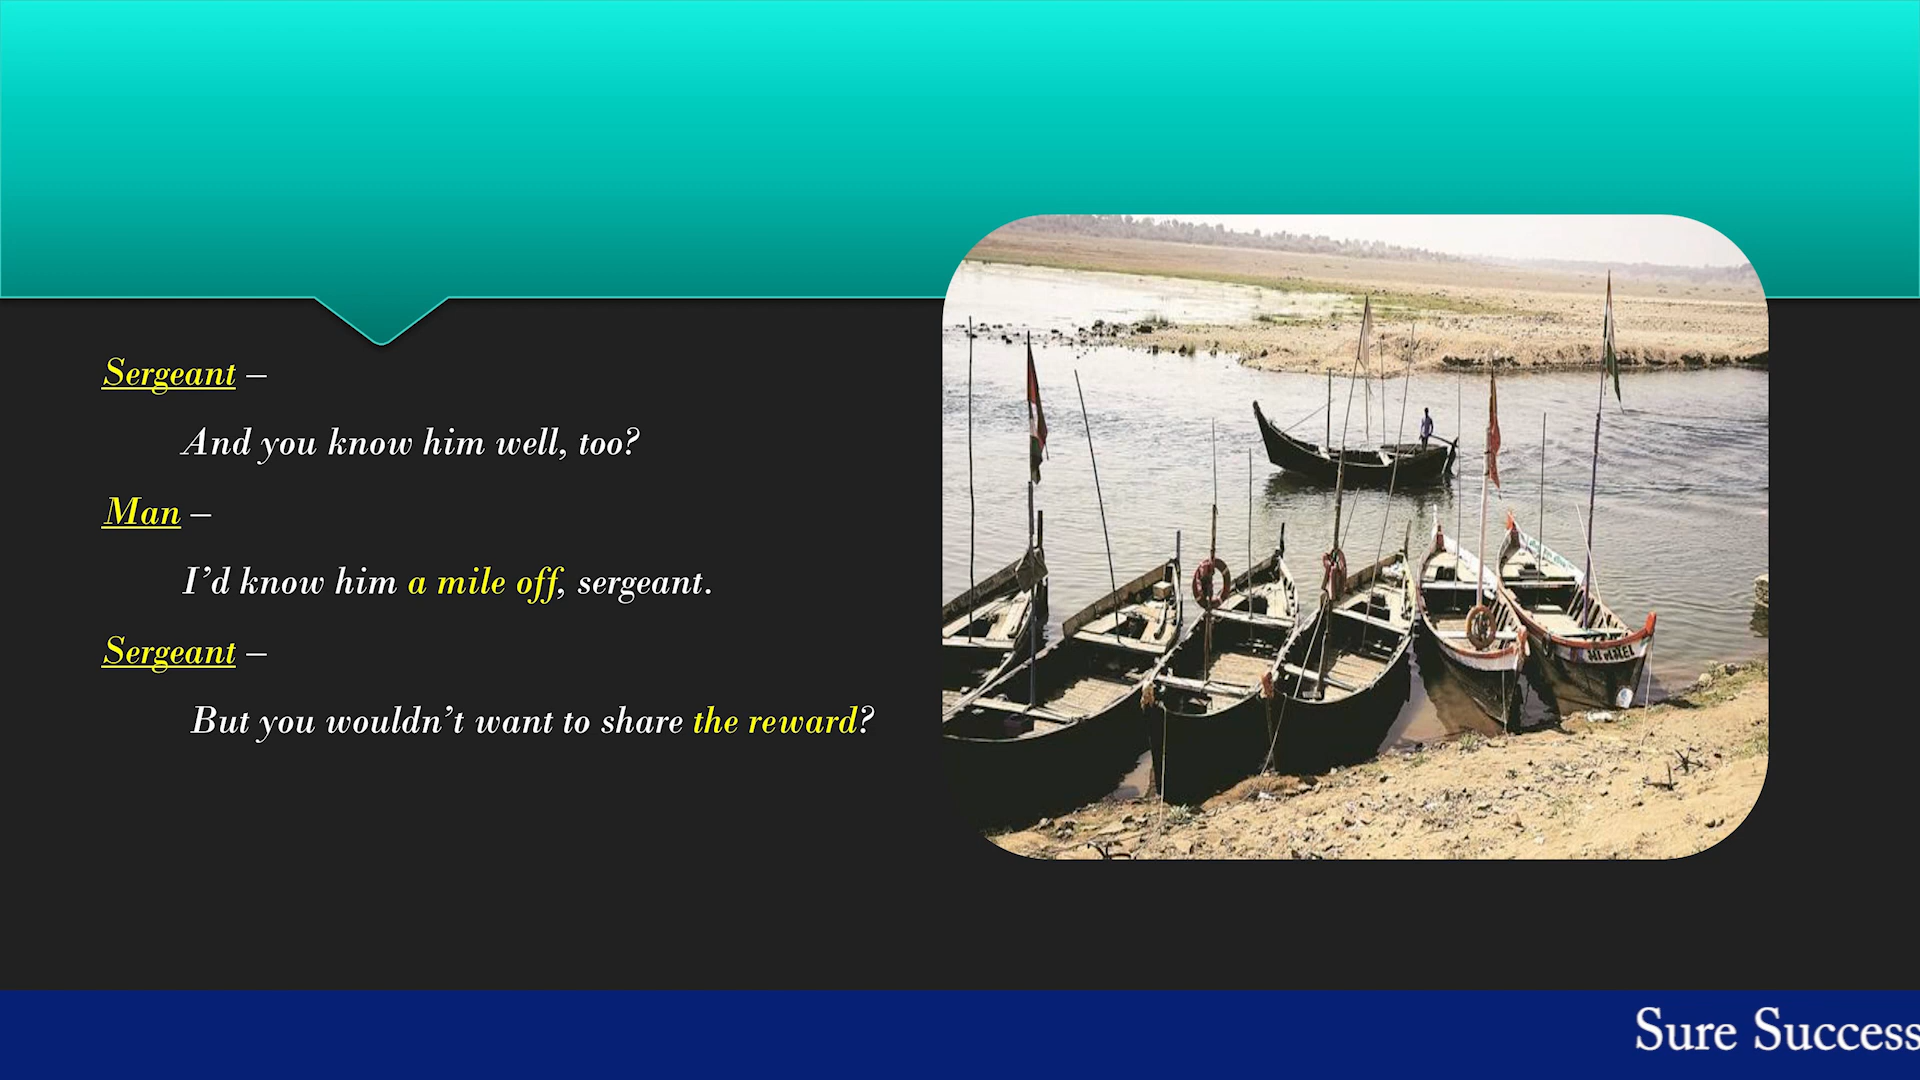 Sergeant –
And you know him well, too?
Man –
I’d know him a mile off, sergeant.
Sergeant –
But you wouldn’t want to share the reward?
Sure Success